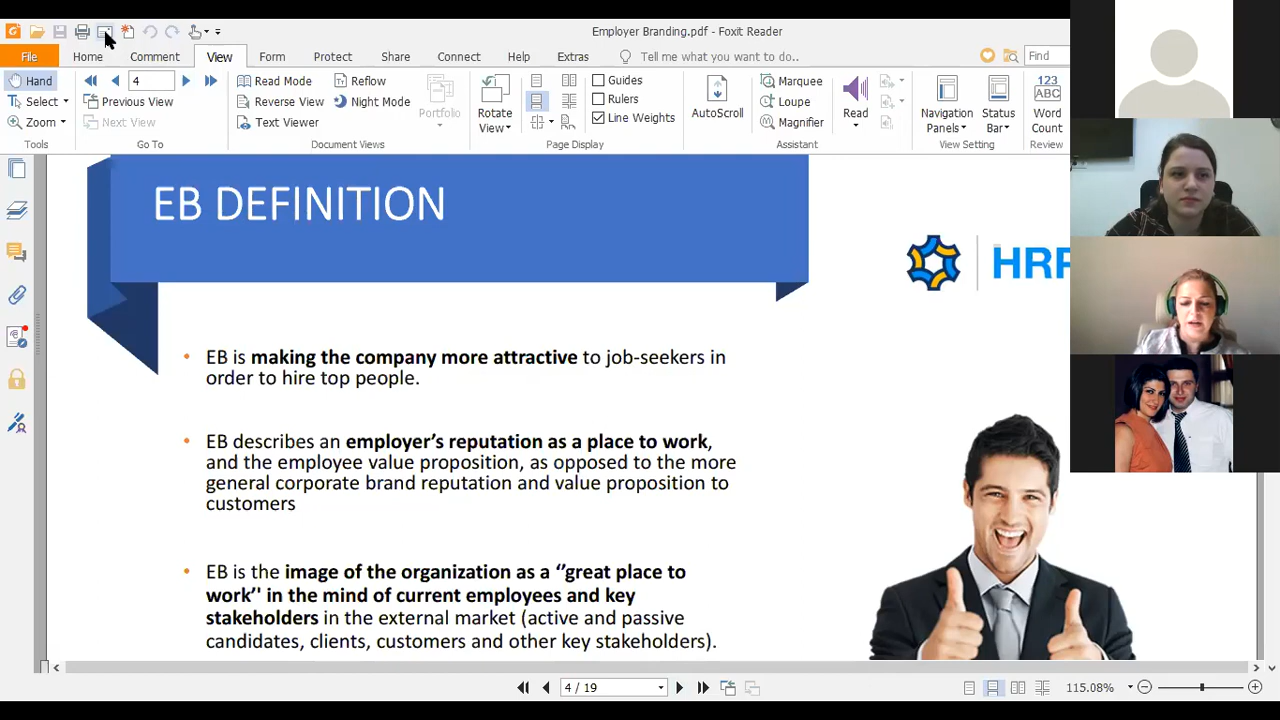 Employer Branding.pdf - Foxit Reader
File Home Comment View Form Protect Share Connect Help Extras Tell me what you want to do... Find
Hand 4 Read Mode Reflow Guides Marquee 123
Select Previous View Reverse View Night Mode Portfolio Rotate View Rulers AutoScroll Loupe Read Navigation Panels Status Bar ABC Word Count
Zoom Next View Text Viewer Line Weights Magnifier
Tools Go To Document Views Page Display Assistant View Setting Review
EB DEFINITION
HRP
• EB is making the company more attractive to job-seekers in
order to hire top people.
• EB describes an employer’s reputation as a place to work,
and the employee value proposition, as opposed to the more
general corporate brand reputation and value proposition to
customers
• EB is the image of the organization as a ‘’great place to
work'' in the mind of current employees and key
stakeholders in the external market (active and passive
candidates, clients, customers and other key stakeholders).
4 / 19 115.08%